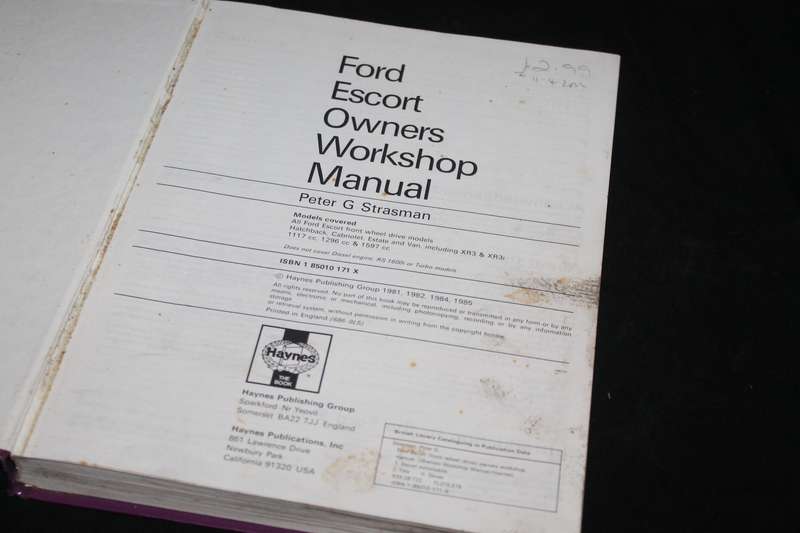 £2.99
Ford
Escort
Owners
Workshop
Manual
Peter G Strasman
Models covered
All Ford Escort front wheel drive models
Hatchback, Cabriolet, Estate and Van, including XR3 & XR3i
1117 cc, 1296 cc & 1597 cc
Does not cover Diesel engine, RS 1600i or Turbo models
ISBN 1 85010 171 X
© Haynes Publishing Group 1981, 1982, 1984, 1985
All rights reserved. No part of this book may be reproduced or transmitted in any form or by any
means, electronic or mechanical, including photocopying, recording or by any information storage
or retrieval system, without permission in writing from the copyright holder.
Printed in England
Haynes
THE
BOOK
Haynes Publishing Group
Sparkford Nr Yeovil
Somerset BA22 7JJ England
Haynes Publications, Inc
861 Lawrence Drive
Newbury Park
California 91320 USA
British Library Cataloguing in Publication Data